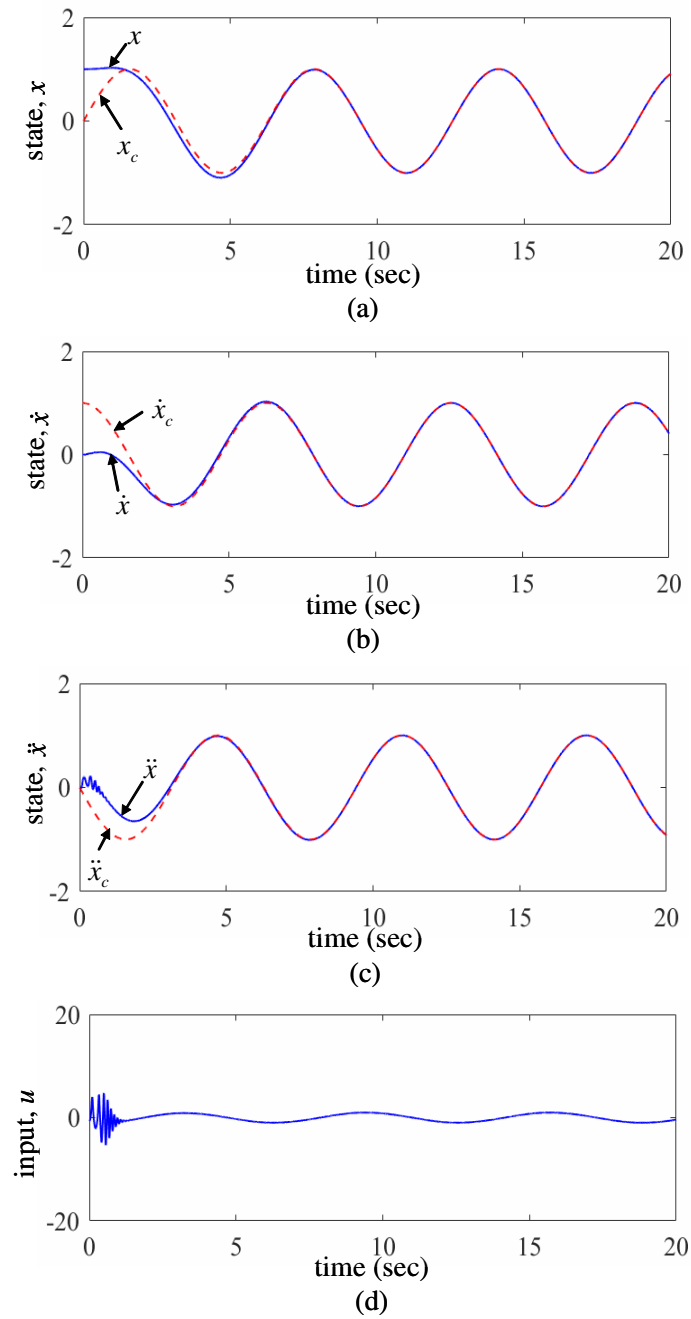 2
x
state, x
0
x_c
-2
0 5 10 15 20
time (sec)
(a)
2
ẋ_c
state, ẋ
0
ẋ
-2
0 5 10 15 20
time (sec)
(b)
2
ẍ
state, ẍ
0
ẍ_c
-2
0 5 10 15 20
time (sec)
(c)
20
input, u
0
-20
0 5 10 15 20
time (sec)
(d)